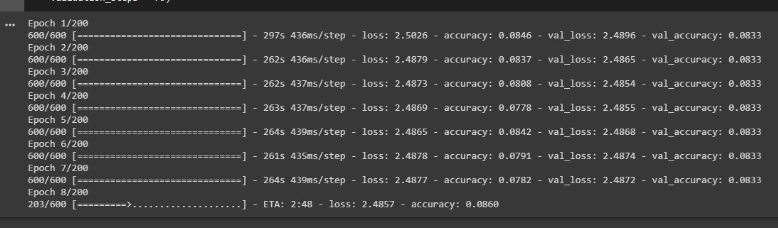 Epoch 1/200
600/600 [==============================] - 297s 436ms/step - loss: 2.5026 - accuracy: 0.0846 - val_loss: 2.4896 - val_accuracy: 0.0833
Epoch 2/200
600/600 [==============================] - 262s 436ms/step - loss: 2.4879 - accuracy: 0.0837 - val_loss: 2.4865 - val_accuracy: 0.0833
Epoch 3/200
600/600 [==============================] - 262s 437ms/step - loss: 2.4873 - accuracy: 0.0808 - val_loss: 2.4854 - val_accuracy: 0.0833
Epoch 4/200
600/600 [==============================] - 263s 437ms/step - loss: 2.4869 - accuracy: 0.0778 - val_loss: 2.4855 - val_accuracy: 0.0833
Epoch 5/200
600/600 [==============================] - 264s 439ms/step - loss: 2.4865 - accuracy: 0.0842 - val_loss: 2.4868 - val_accuracy: 0.0833
Epoch 6/200
600/600 [==============================] - 261s 435ms/step - loss: 2.4878 - accuracy: 0.0791 - val_loss: 2.4874 - val_accuracy: 0.0833
Epoch 7/200
600/600 [==============================] - 264s 439ms/step - loss: 2.4877 - accuracy: 0.0782 - val_loss: 2.4872 - val_accuracy: 0.0833
Epoch 8/200
203/600 [=========>....................] - ETA: 2:48 - loss: 2.4857 - accuracy: 0.0860